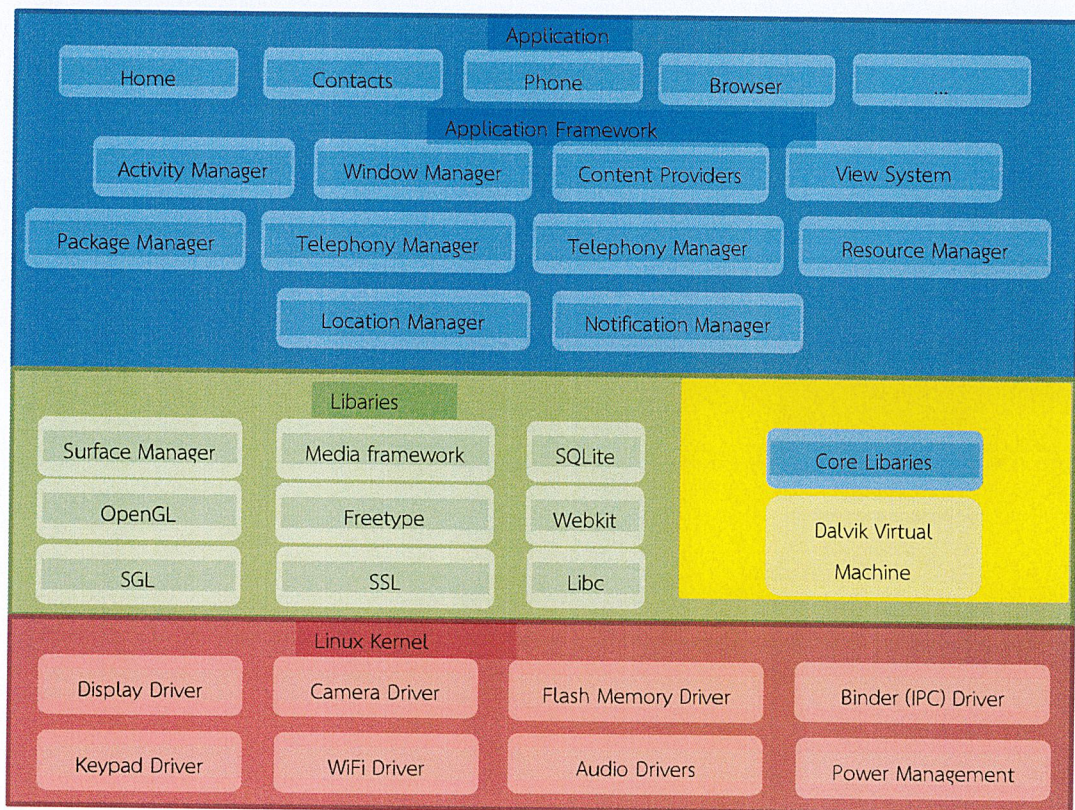 Application
Home Contacts Phone Browser ...
Application Framework
Activity Manager Window Manager Content Providers View System
Package Manager Telephony Manager Telephony Manager Resource Manager
Location Manager Notification Manager
Libaries
Surface Manager Media framework SQLite Core Libaries
OpenGL Freetype Webkit Dalvik Virtual
Machine
SGL SSL Libc
Linux Kernel
Display Driver Camera Driver Flash Memory Driver Binder (IPC) Driver
Keypad Driver WiFi Driver Audio Drivers Power Management